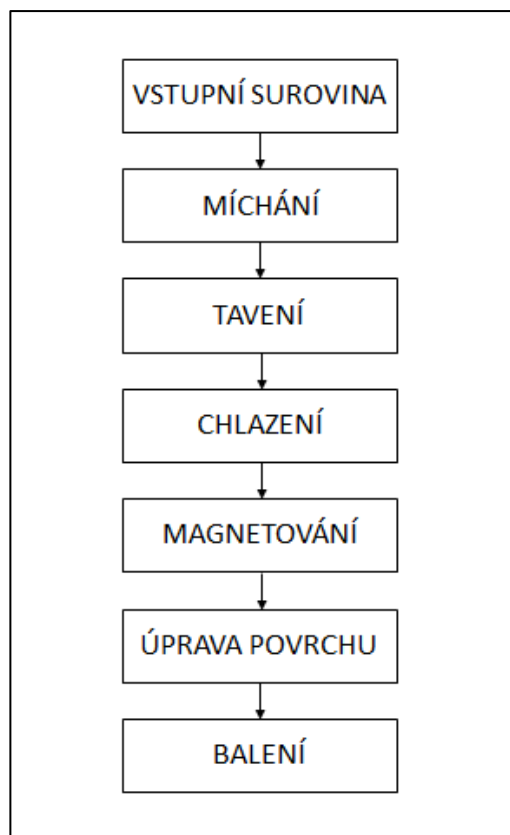 VSTUPNÍ SUROVINA
MÍCHÁNÍ
TAVENÍ
CHLAZENÍ
MAGNETOVÁNÍ
ÚPRAVA POVRCHU
BALENÍ